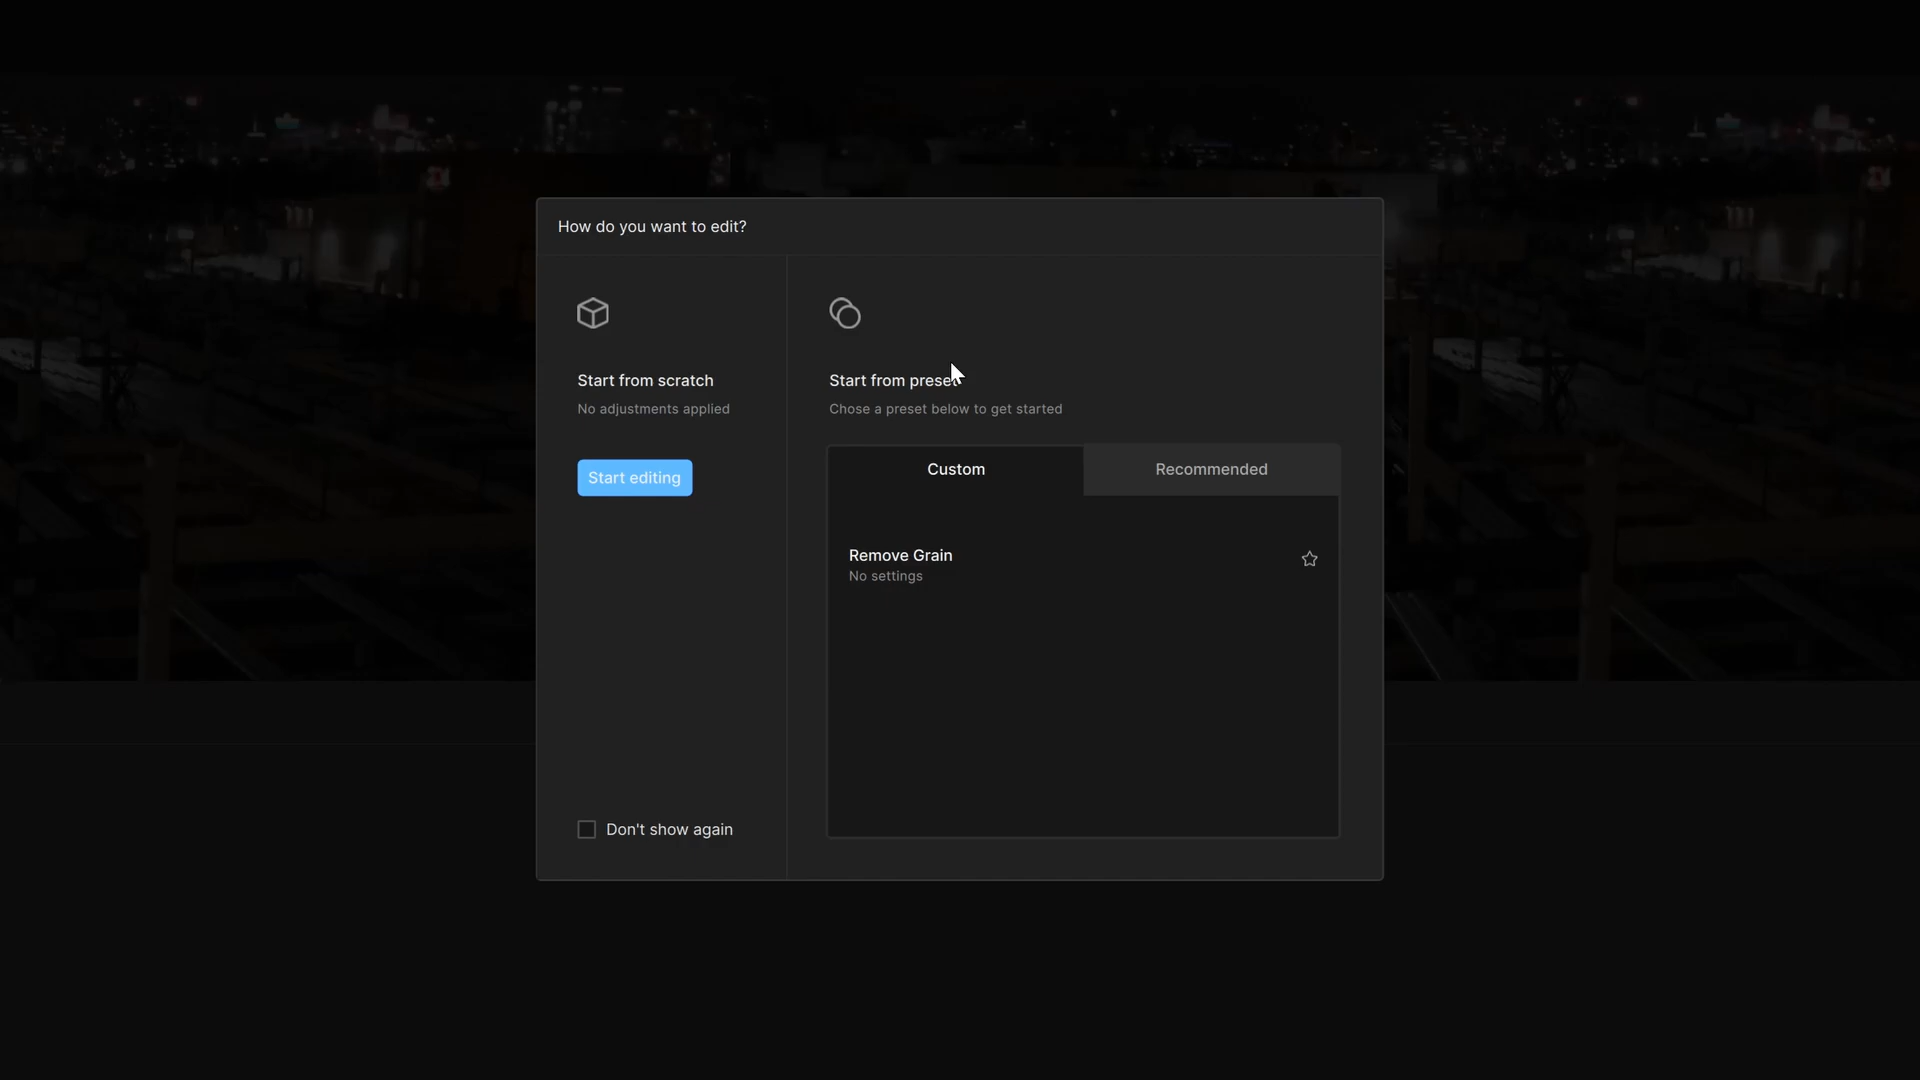 How do you want to edit?
Start from scratch
No adjustments applied
Start editing
Don't show again
Start from preset
Chose a preset below to get started
Custom
Recommended
Remove Grain
No settings